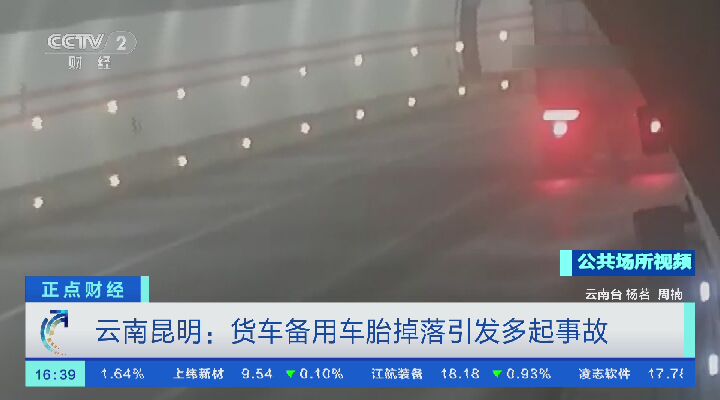 CCTV 2
财经
公共场所视频
云南台 杨茗 周楠
正点财经
云南昆明：货车备用车胎掉落引发多起事故
16:39 1.64% 上纬新材 9.54 ▼0.10% 江航装备 18.18 ▼0.93% 凌志软件 17.78